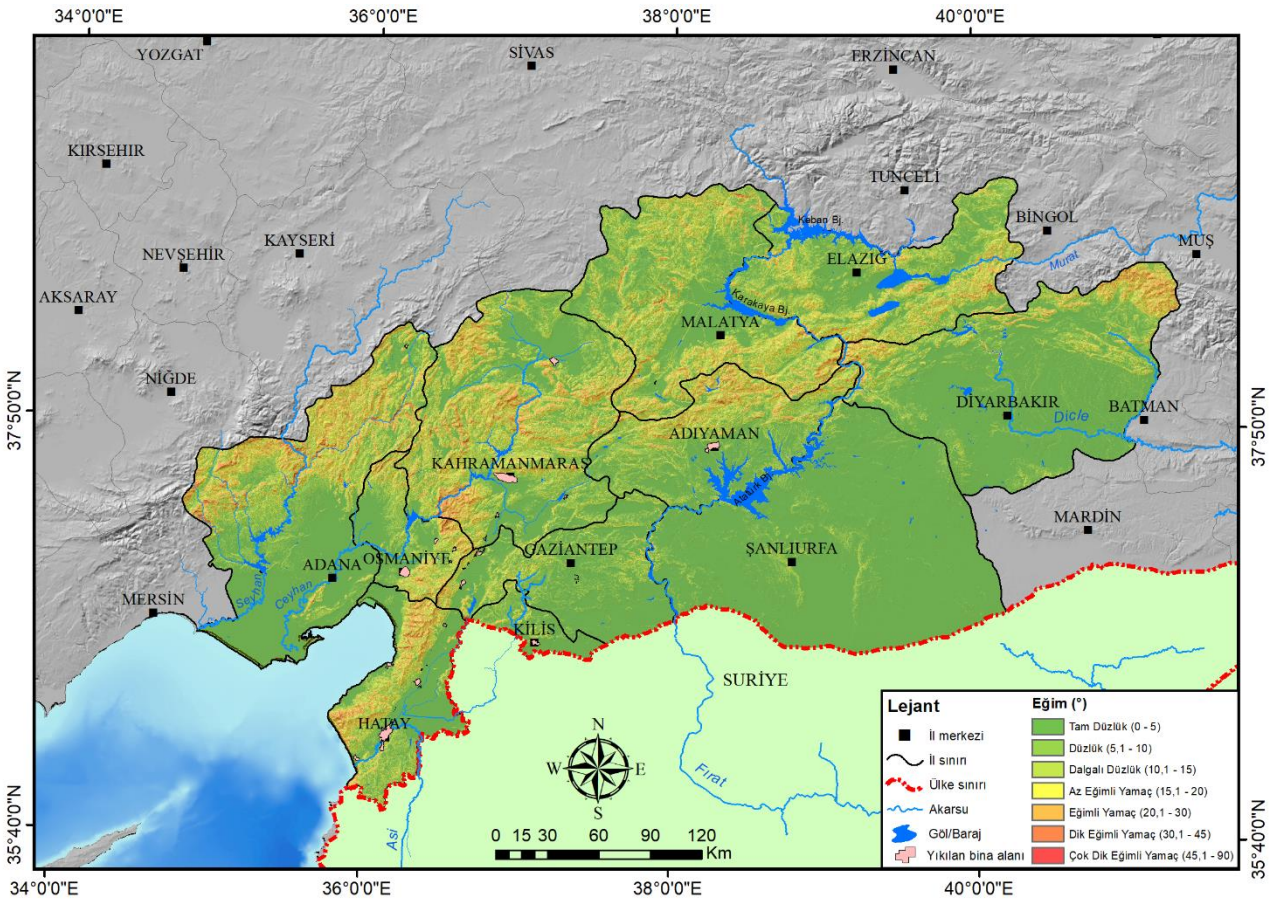 34°0'0"E 36°0'0"E 38°0'0"E 40°0'0"E
YOZGAT
SİVAS
ERZİNCAN
KIRŞEHIR
TUNCELİ
BİNGOL
MUŞ
Keban Bj.
NEVŞEHİR
KAYSERİ
ELAZIĞ
Murat
AKSARAY
Karakaya Bj.
MALATYA
NİĞDE
37°50'0"N
37°50'0"N
DİYARBAKIR
BATMAN
Dicle
ADIYAMAN
KAHRAMANMARAŞ
Atatürk Bj.
MARDİN
ADANA
OSMANİYE
GAZİANTEP
ŞANLIURFA
Seyhan
Ceyhan
MERSİN
KİLİS
SURİYE
HATAY
N
W E
S
Fırat
Asi
0 15 30 60 90 120
Km
35°40'0"N
35°40'0"N
Lejant
İl merkezi
İl sınırı
Ülke sınırı
Akarsu
Göl/Baraj
Yıkılan bina alanı
Eğim (°)
Tam Düzlük (0 - 5)
Düzlük (5,1 - 10)
Dalgalı Düzlük (10,1 - 15)
Az Eğimli Yamaç (15,1 - 20)
Eğimli Yamaç (20,1 - 30)
Dik Eğimli Yamaç (30,1 - 45)
Çok Dik Eğimli Yamaç (45,1 - 90)
34°0'0"E 36°0'0"E 38°0'0"E 40°0'0"E